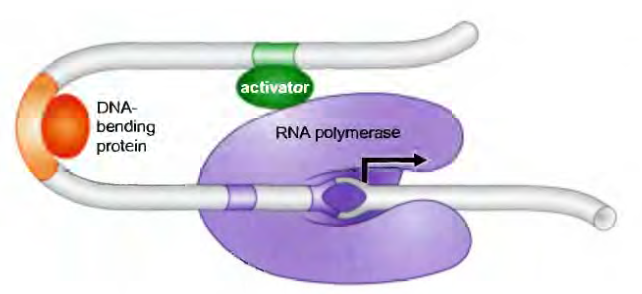 activator
DNA-
bending
protein
RNA polymerase